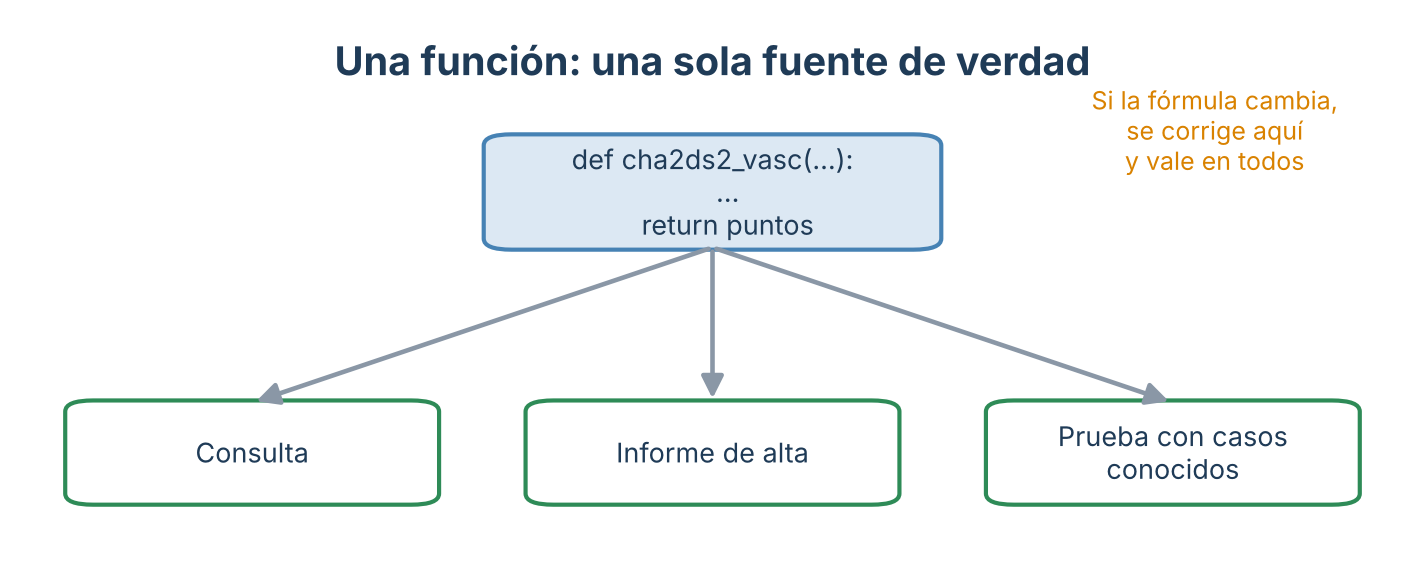 Una función: una sola fuente de verdad
Si la fórmula cambia,
se corrige aquí
y vale en todos
def cha2ds2_vasc(...):
...
return puntos
Consulta
Informe de alta
Prueba con casos
conocidos